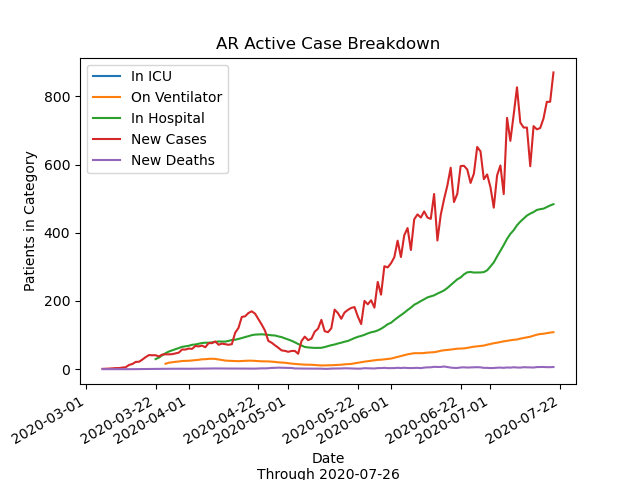 AR Active Case Breakdown
In ICU
On Ventilator
In Hospital
New Cases
New Deaths
Patients in Category
800
600
400
200
0
2020-03-01
2020-03-22
2020-04-01
2020-04-22
2020-05-01
2020-05-22
2020-06-01
2020-06-22
2020-07-01
2020-07-22
Date
Through 2020-07-26